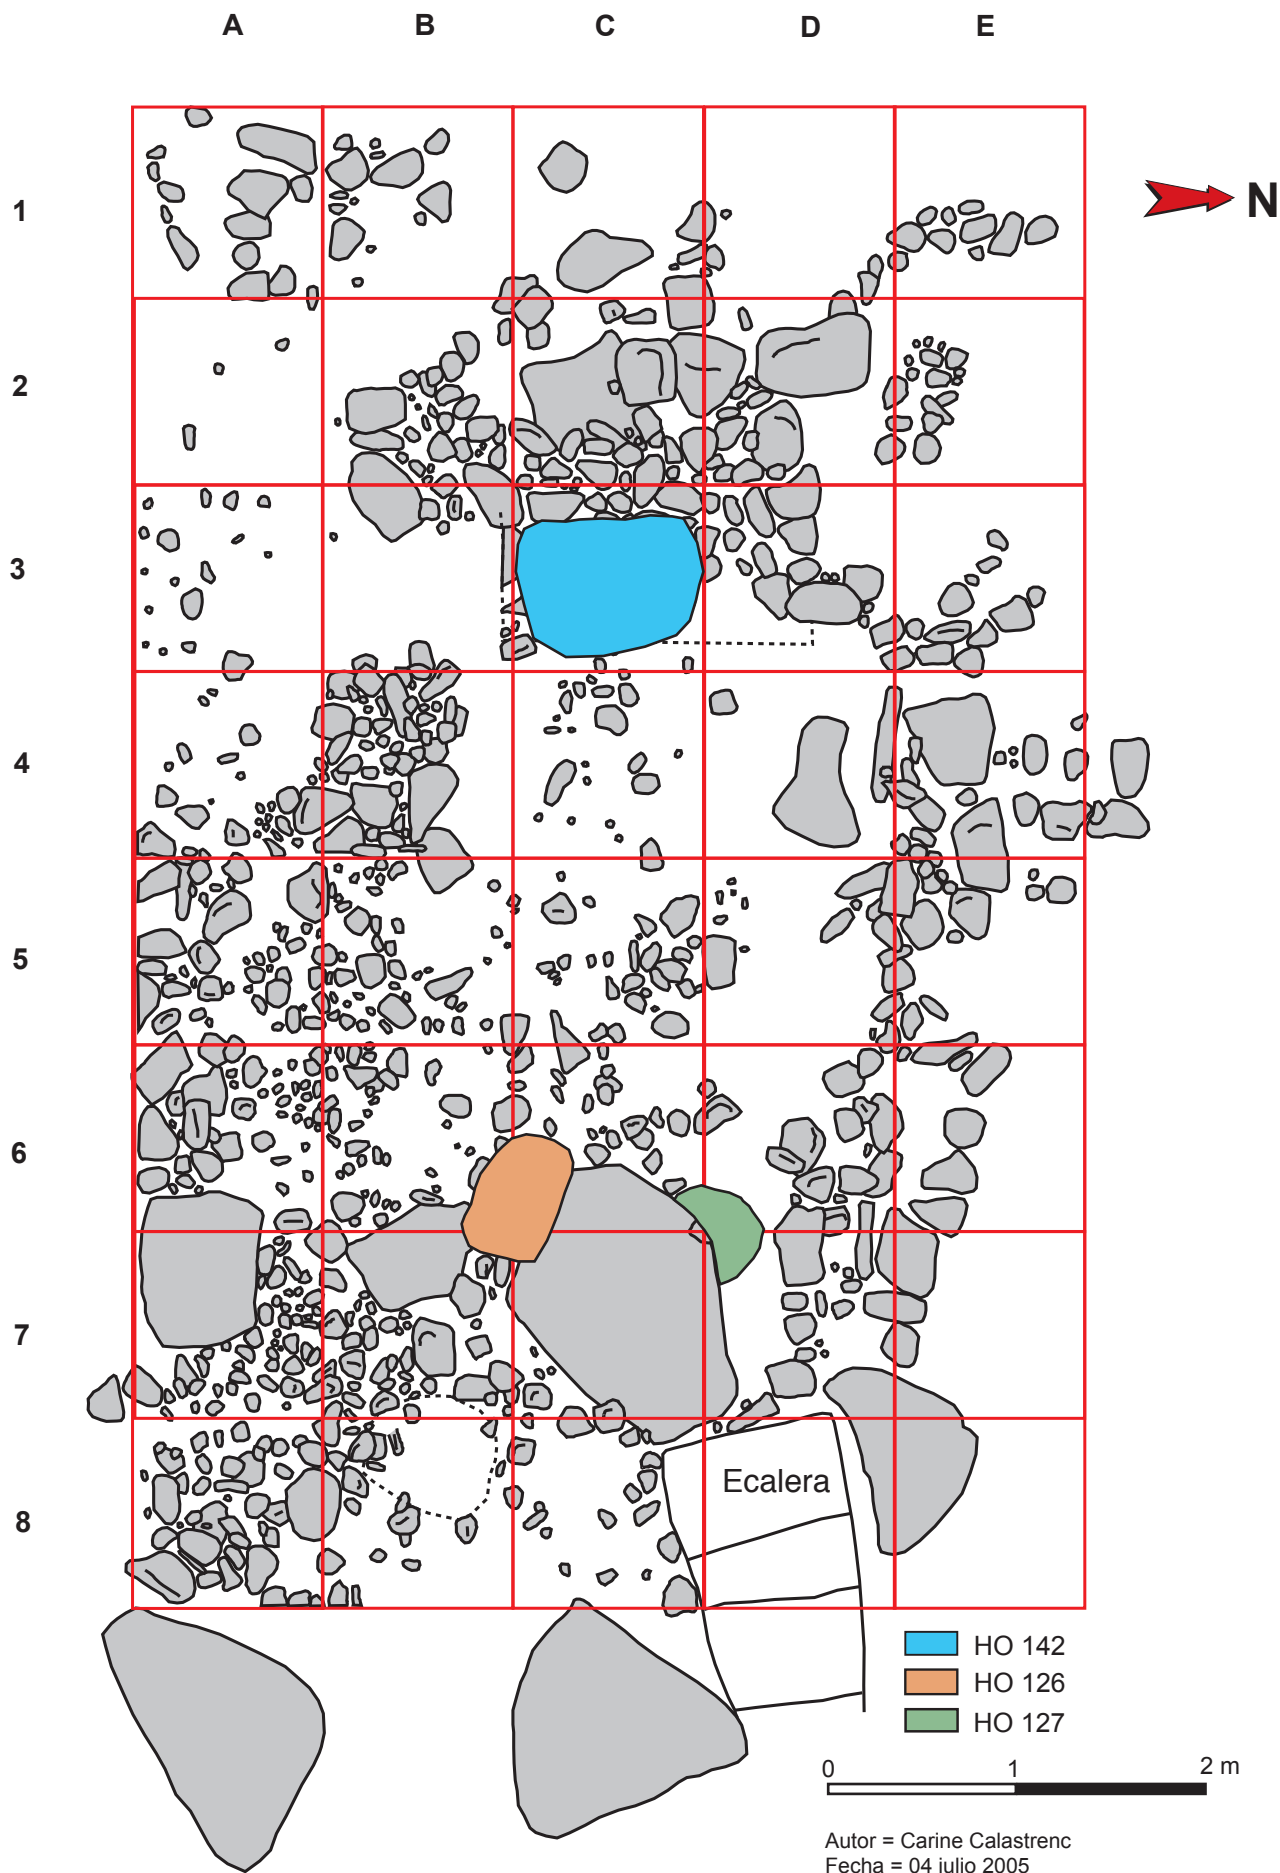 A B C D E
1
N
2
3
4
5
6
7
8
Ecalera
HO 142
HO 126
HO 127
0 1 2 m
Autor = Carine Calastrenc
Fecha = 04 julio 2005